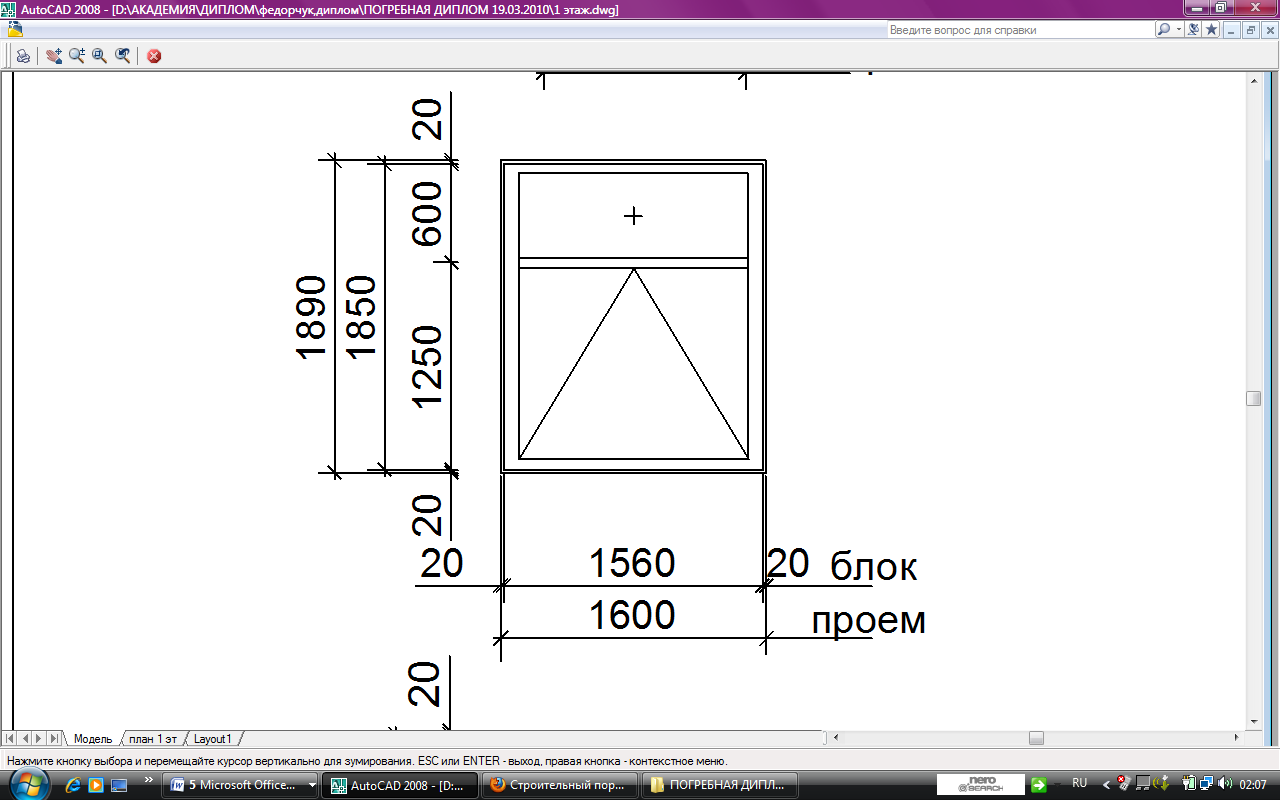 AutoCAD 2008 - [D:\АКАДЕМИЯ\ДИПЛОМ\федорчук,диплом\ПОГРЕБНАЯ ДИПЛОМ 19.03.2010\1 этаж.dwg]
Введите вопрос для справки
20
600
1890
1850
1250
20
20
1560
20
блок
1600
проем
20
Модель
план 1 эт
Layout1
Нажмите кнопку выбора и перемещайте курсор вертикально для зумирования. ESC или ENTER - выход, правая кнопка - контекстное меню.
5 Microsoft Office...
AutoCAD 2008 - [D:...
Строительный пор...
ПОГРЕБНАЯ ДИПЛ...
nero
SEARCH
RU
02:07